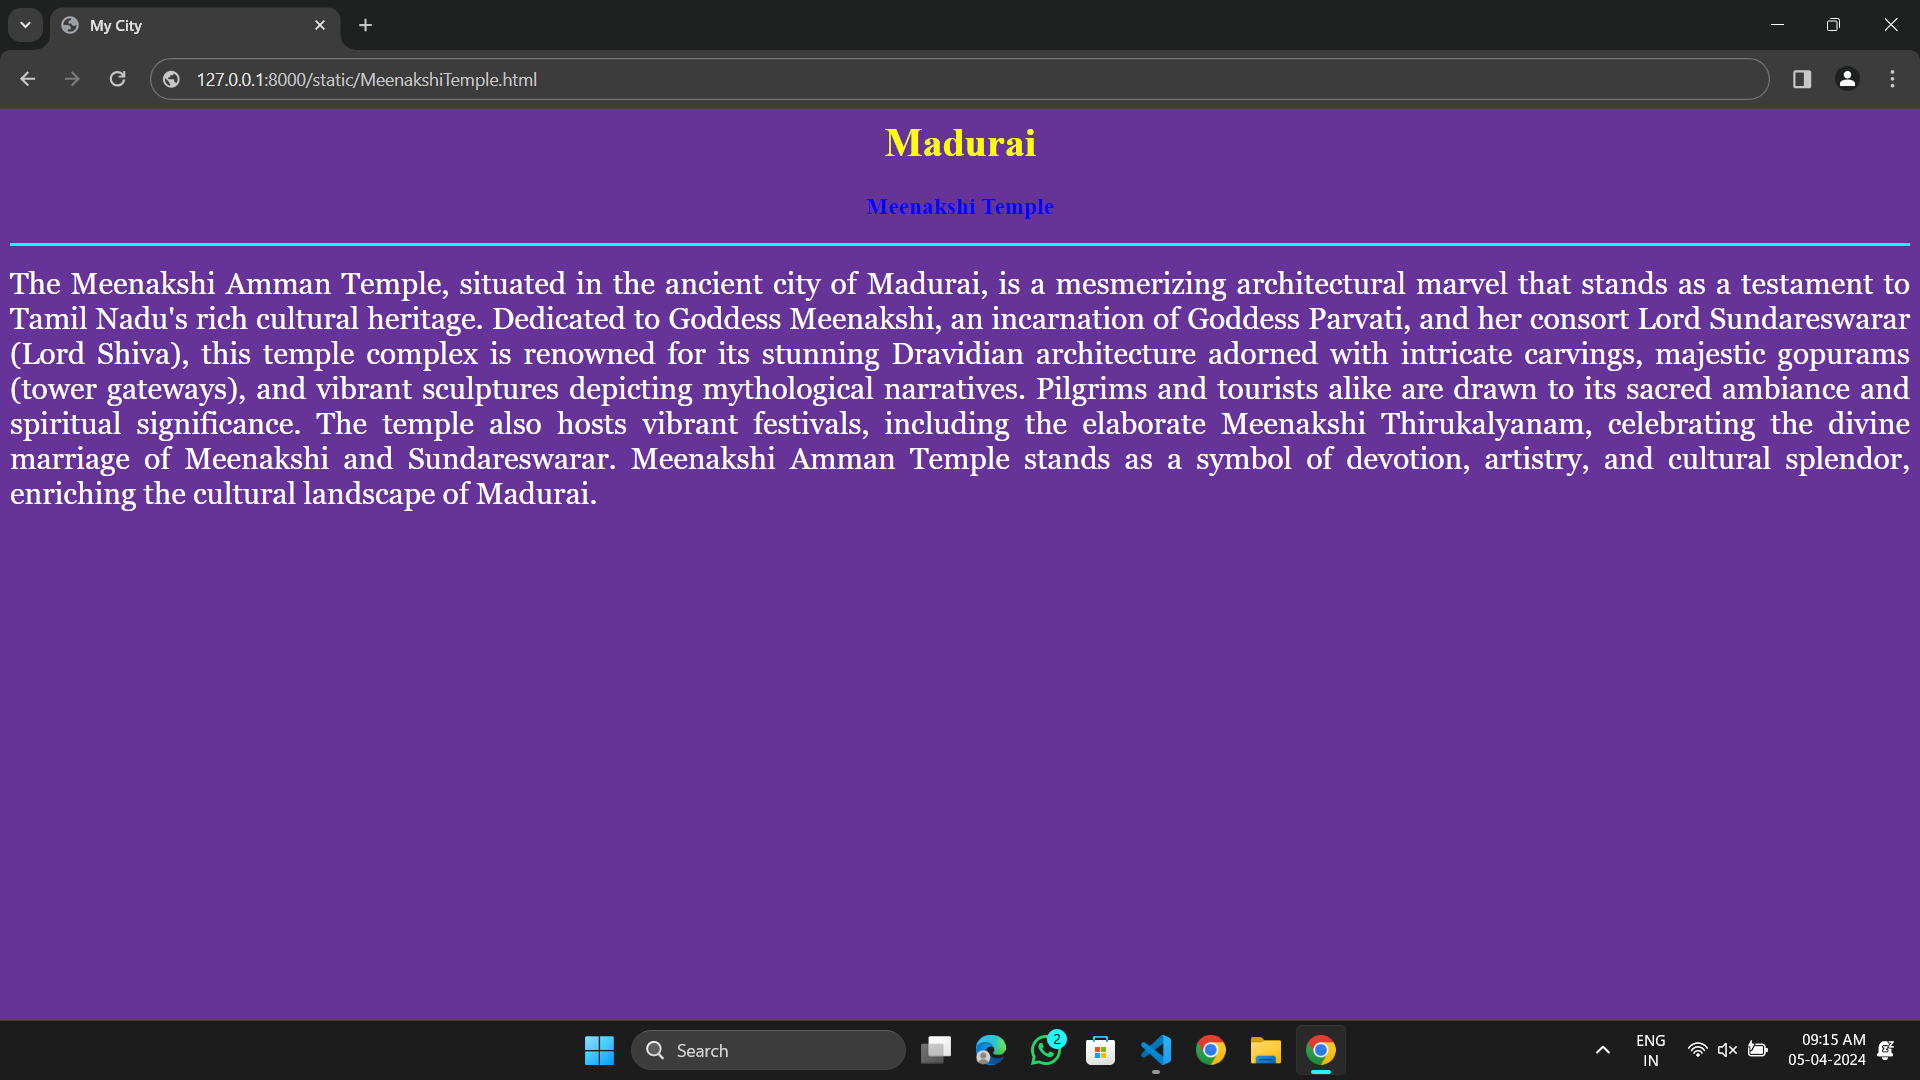 My City
127.0.0.1:8000/static/MeenakshiTemple.html
Madurai
Meenakshi Temple
The Meenakshi Amman Temple, situated in the ancient city of Madurai, is a mesmerizing architectural marvel that stands as a testament to
Tamil Nadu's rich cultural heritage. Dedicated to Goddess Meenakshi, an incarnation of Goddess Parvati, and her consort Lord Sundareswarar
(Lord Shiva), this temple complex is renowned for its stunning Dravidian architecture adorned with intricate carvings, majestic gopurams
(tower gateways), and vibrant sculptures depicting mythological narratives. Pilgrims and tourists alike are drawn to its sacred ambiance and
spiritual significance. The temple also hosts vibrant festivals, including the elaborate Meenakshi Thirukalyanam, celebrating the divine
marriage of Meenakshi and Sundareswarar. Meenakshi Amman Temple stands as a symbol of devotion, artistry, and cultural splendor,
enriching the cultural landscape of Madurai.
Search
2
ENG
IN
09:15 AM
05-04-2024